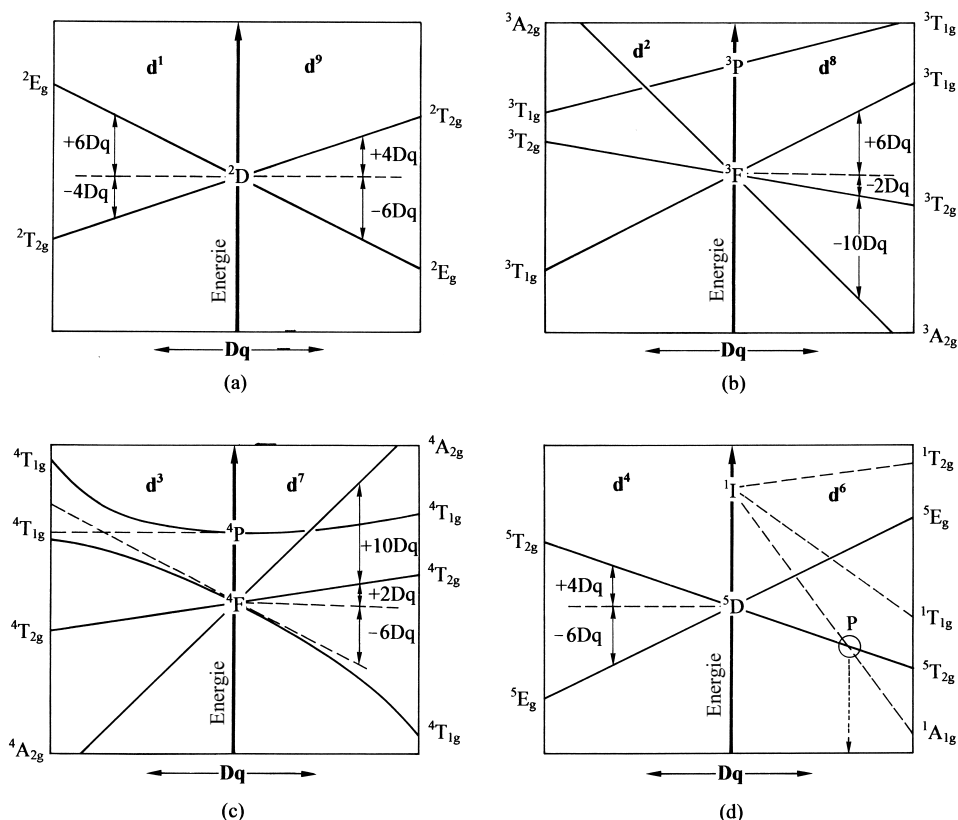 d¹
d⁹
²E_g
²T_2g
+6Dq
+4Dq
²D
−4Dq
−6Dq
²T_2g
²E_g
Energie
Dq
(a)
³A_2g
³T_1g
d²
³P
d⁸
³T_1g
³T_1g
³T_2g
+6Dq
³F
−2Dq
³T_2g
−10Dq
³T_1g
Energie
³A_2g
Dq
(b)
⁴T_1g
⁴A_2g
d³
d⁷
⁴T_1g
⁴P
⁴T_1g
+10Dq
⁴T_2g
⁴F
+2Dq
⁴T_2g
−6Dq
Energie
⁴T_1g
⁴A_2g
Dq
(c)
d⁴
¹I
d⁶
¹T_2g
⁵T_2g
⁵E_g
+4Dq
⁵D
P
¹T_1g
−6Dq
⁵T_2g
⁵E_g
Energie
¹A_1g
Dq
(d)